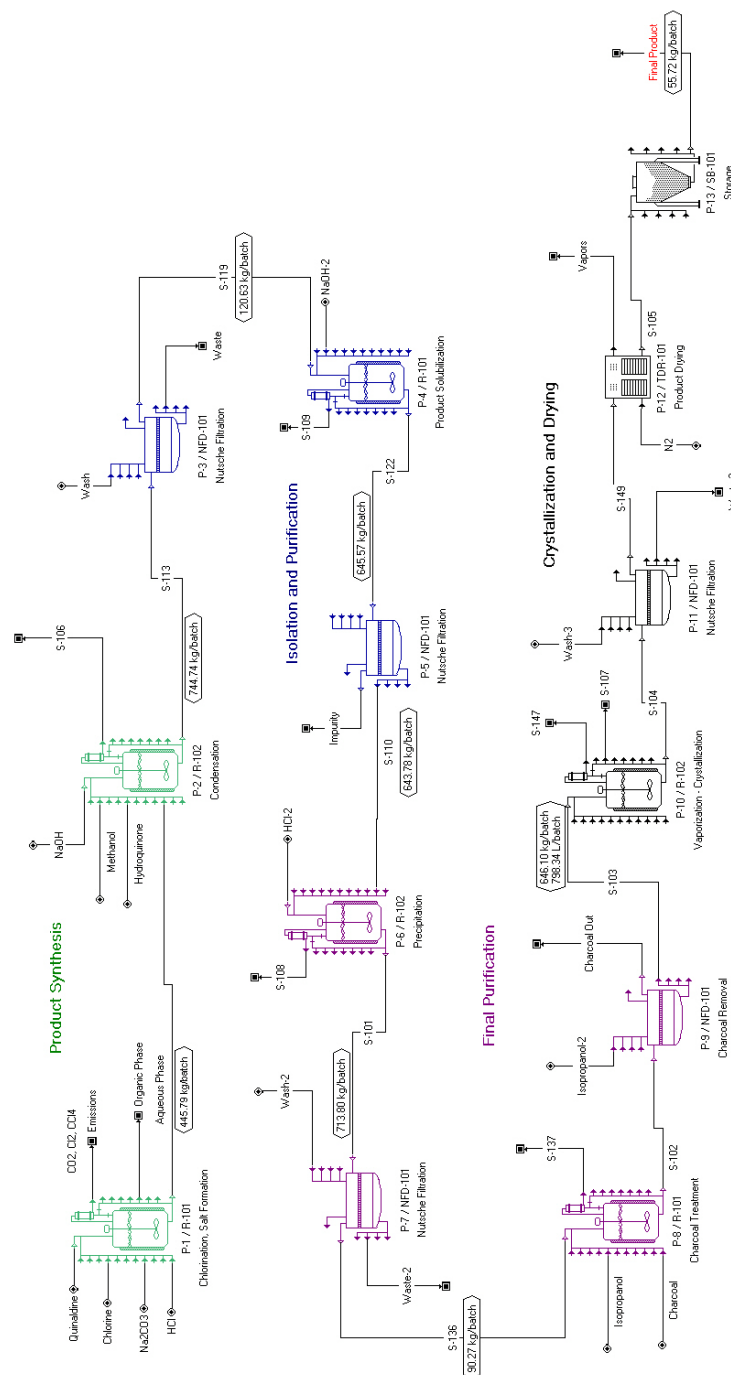 Product Synthesis
Quinaldine
Chlorine
Na2CO3
HCl
P-1 / R-101
Chlorination, Salt Formation
CO2, Cl2, CCl4
Emissions
Organic Phase
Aqueous Phase
445.79 kg/batch
NaOH
Methanol
Hydroquinone
P-2 / R-102
Condensation
S-106
744.74 kg/batch
S-113
Wash
P-3 / NFD-101
Nutsche Filtration
Waste
S-119
120.63 kg/batch
Isolation and Purification
NaOH-2
S-109
P-4 / R-101
Product Solubilization
S-122
645.57 kg/batch
P-5 / NFD-101
Nutsche Filtration
Impurity
S-110
643.78 kg/batch
HCl-2
S-108
P-6 / R-102
Precipitation
S-101
713.80 kg/batch
Wash-2
P-7 / NFD-101
Nutsche Filtration
Waste-2
S-136
90.27 kg/batch
Final Purification
Isopropanol
Charcoal
S-137
P-8 / R-101
Charcoal Treatment
S-102
Isopropanol-2
P-9 / NFD-101
Charcoal Removal
Charcoal Out
S-103
646.10 kg/batch
798.34 L/batch
Crystallization and Drying
S-147
S-107
P-10 / R-102
Vaporization - Crystallization
S-104
Wash-3
P-11 / NFD-101
Nutsche Filtration
S-149
N2
P-12 / TDR-101
Product Drying
Vapors
S-105
P-13 / SB-101
Storage
Final Product
55.72 kg/batch